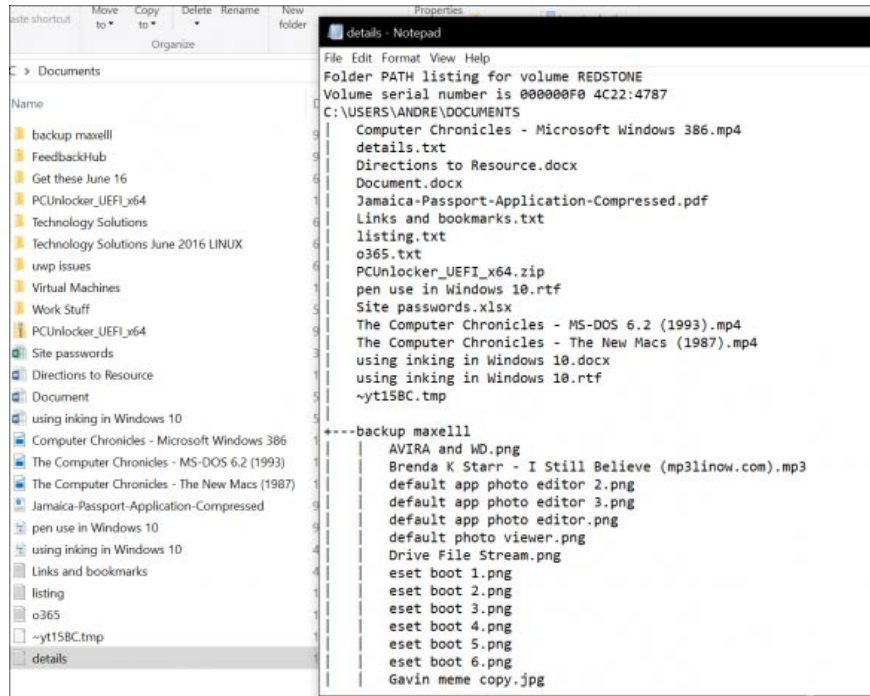 aste shortcut
Move to
Copy to
Delete
Rename
New folder
Properties
Organize
> Documents
Name
backup maxelll
FeedbackHub
Get these June 16
PCUnlocker_UEFI_x64
Technology Solutions
Technology Solutions June 2016 LINUX
uwp issues
Virtual Machines
Work Stuff
PCUnlocker_UEFI_x64
Site passwords
Directions to Resource
Document
using inking in Windows 10
Computer Chronicles - Microsoft Windows 386
The Computer Chronicles - MS-DOS 6.2 (1993)
The Computer Chronicles - The New Macs (1987)
Jamaica-Passport-Application-Compressed
pen use in Windows 10
using inking in Windows 10
Links and bookmarks
listing
o365
~yt15BC.tmp
details
details - Notepad
File Edit Format View Help
Folder PATH listing for volume REDSTONE
Volume serial number is 000000F0 4C22:4787
C:\USERS\ANDRE\DOCUMENTS
|    Computer Chronicles - Microsoft Windows 386.mp4
|    details.txt
|    Directions to Resource.docx
|    Document.docx
|    Jamaica-Passport-Application-Compressed.pdf
|    Links and bookmarks.txt
|    listing.txt
|    o365.txt
|    PCUnlocker_UEFI_x64.zip
|    pen use in Windows 10.rtf
|    Site passwords.xlsx
|    The Computer Chronicles - MS-DOS 6.2 (1993).mp4
|    The Computer Chronicles - The New Macs (1987).mp4
|    using inking in Windows 10.docx
|    using inking in Windows 10.rtf
|    ~yt15BC.tmp
|
+---backup maxelll
|   |    AVIRA and WD.png
|   |    Brenda K Starr - I Still Believe (mp3linow.com).mp3
|   |    default app photo editor 2.png
|   |    default app photo editor 3.png
|   |    default app photo editor.png
|   |    default photo viewer.png
|   |    Drive File Stream.png
|   |    eset boot 1.png
|   |    eset boot 2.png
|   |    eset boot 3.png
|   |    eset boot 4.png
|   |    eset boot 5.png
|   |    eset boot 6.png
|   |    Gavin meme copy.jpg